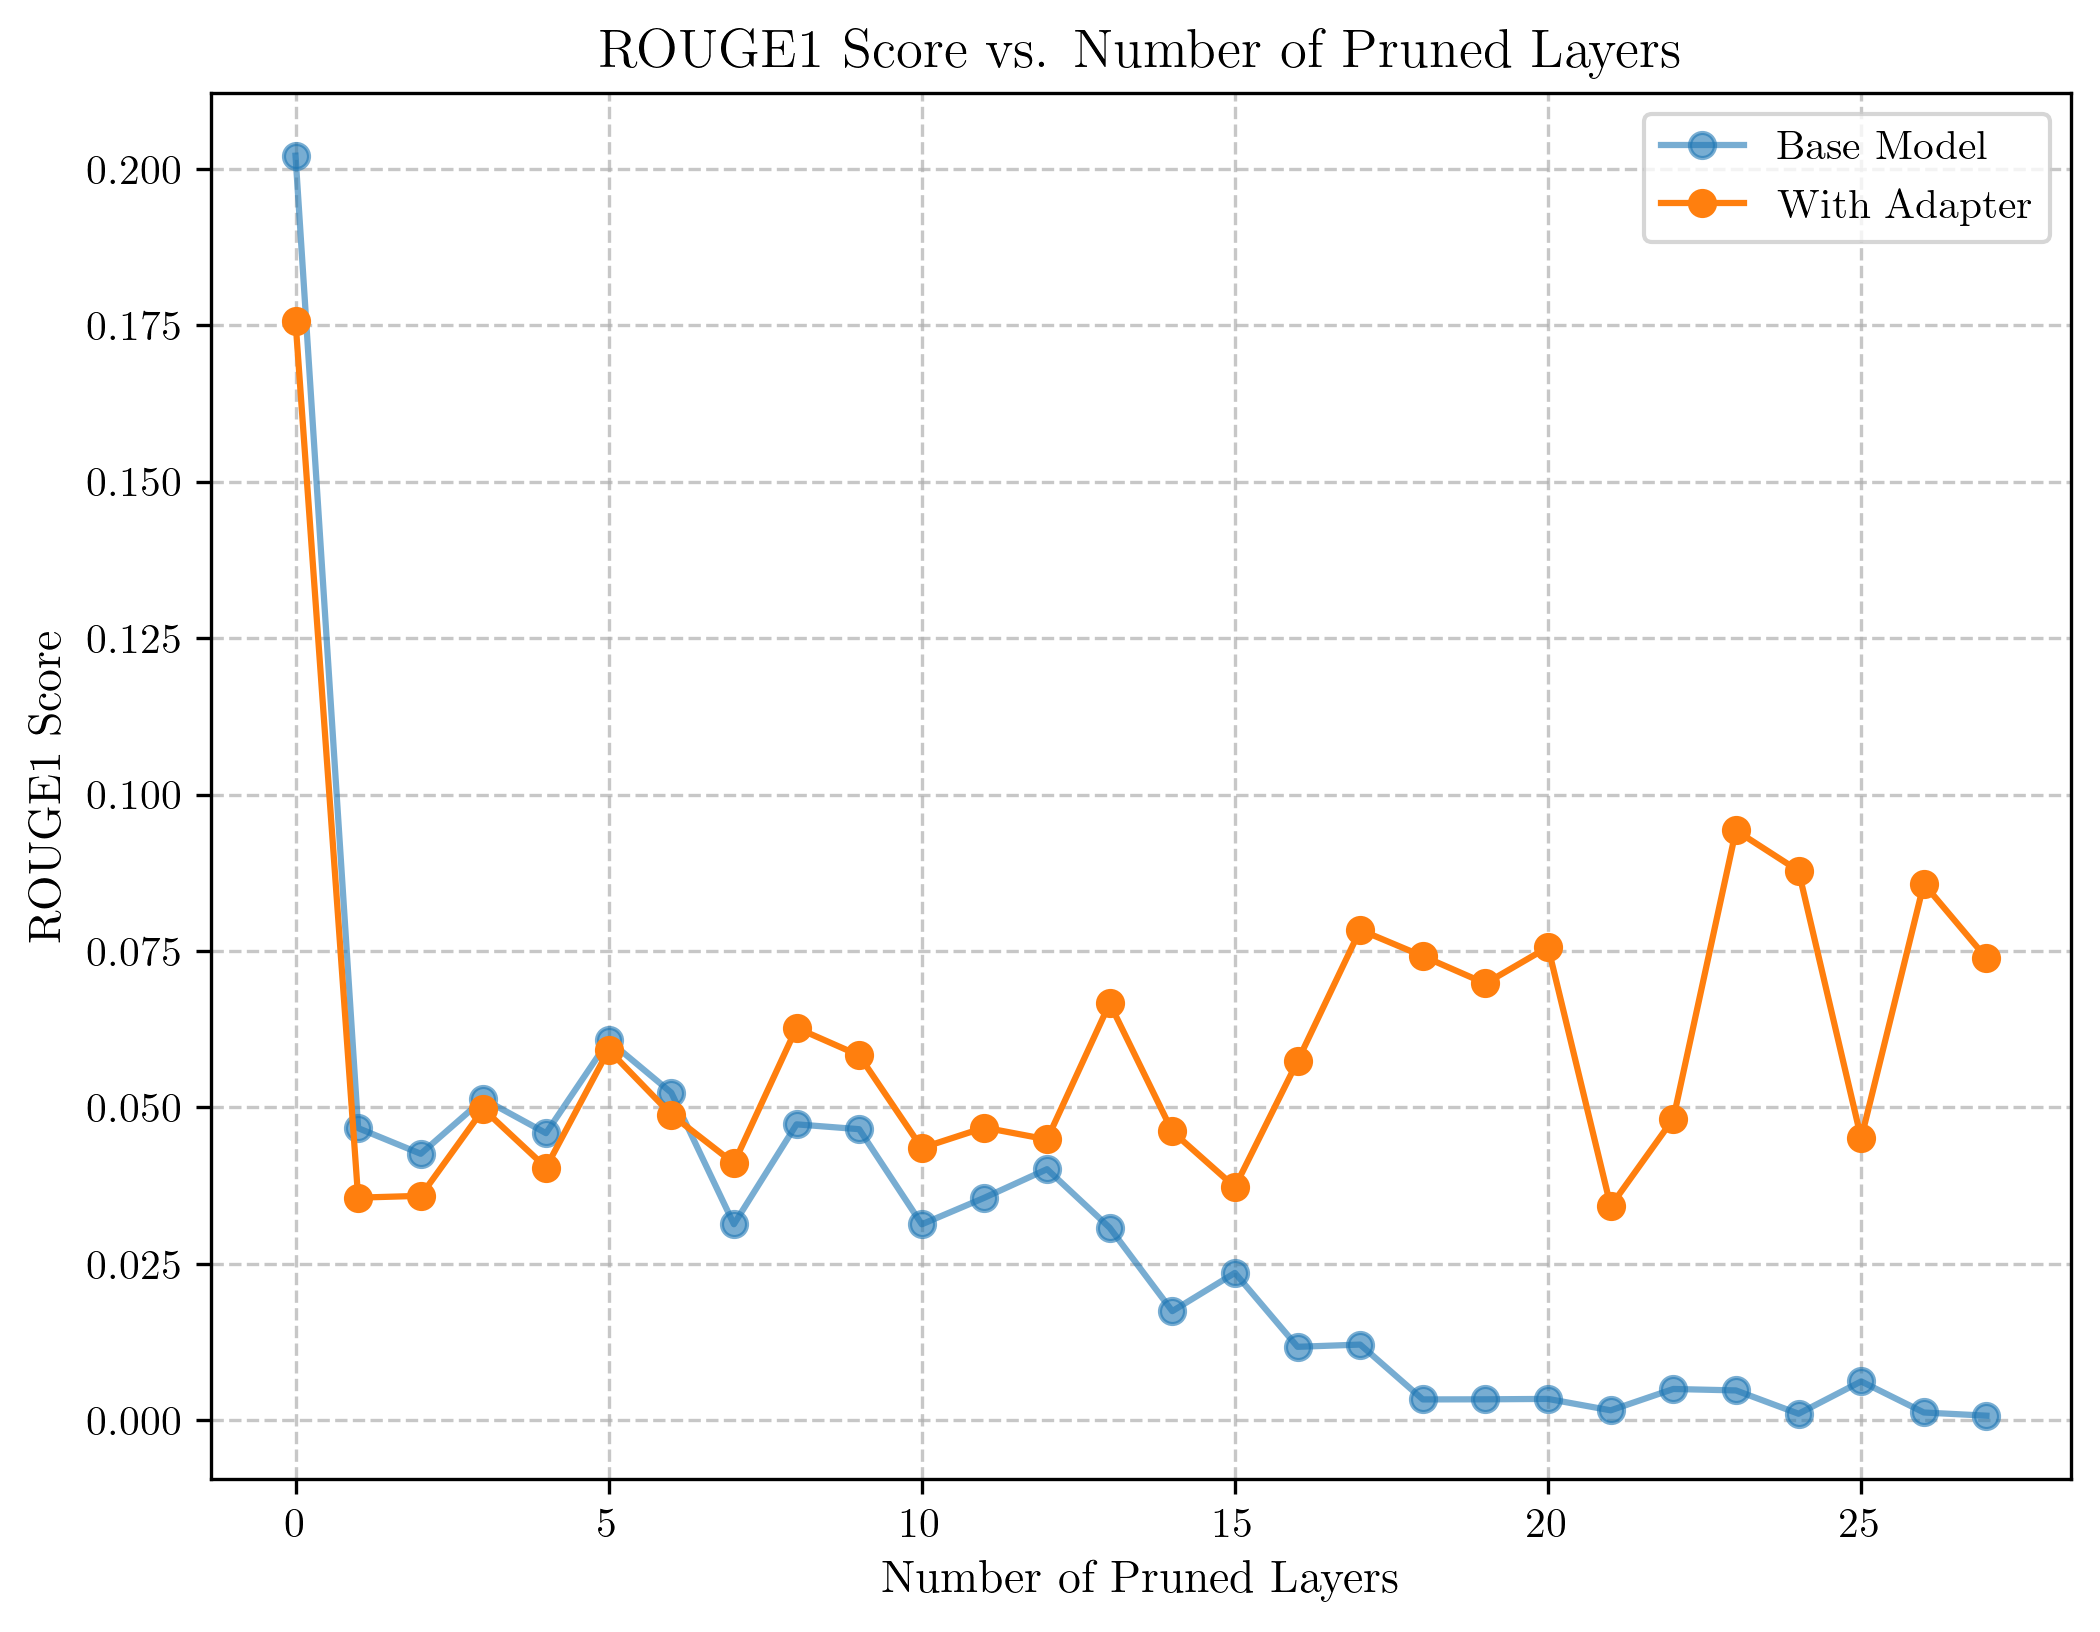 ROUGE1 Score vs. Number of Pruned Layers
Base Model
With Adapter
ROUGE1 Score
0.200
0.175
0.150
0.125
0.100
0.075
0.050
0.025
0.000
0 5 10 15 20 25
Number of Pruned Layers